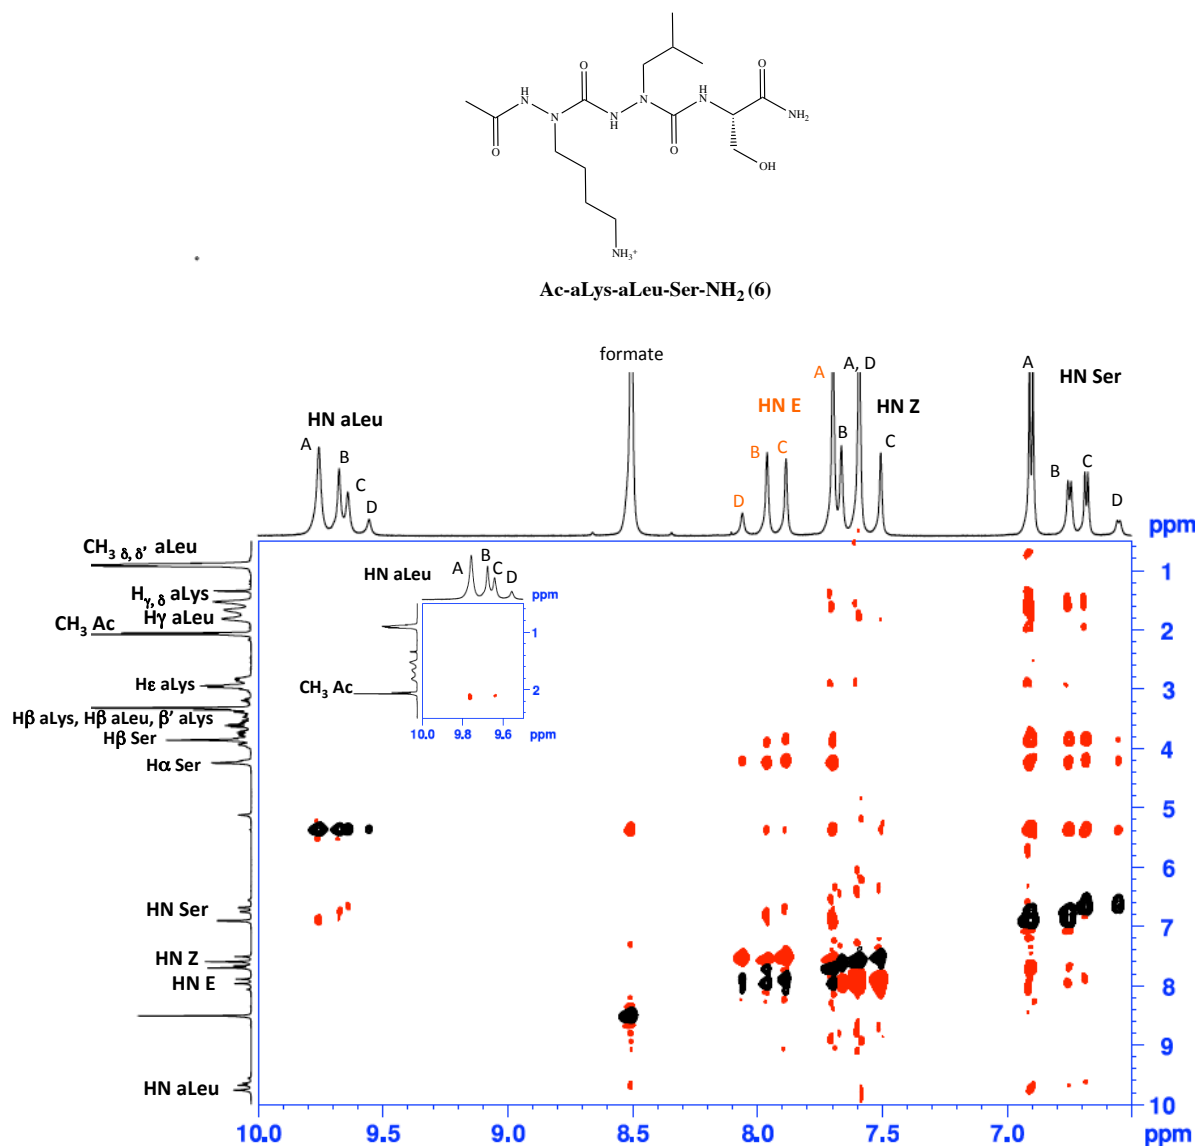 O
H
N
N
O
N
H
N
O
H
N
O
NH2
OH
NH3+
Ac-aLys-aLeu-Ser-NH2 (6)
formate
HN aLeu
A
B
C
D
HN E
D
B
C
A
A, D
B
HN Z
C
A
HN Ser
B
C
D
ppm
CH3 δ,δ' aLeu
Hγ,δ aLys
Hγ aLeu
CH3 Ac
Hε aLys
Hβ aLys, Hβ aLeu, β' aLys
Hβ Ser
Hα Ser
HN Ser
HN Z
HN E
HN aLeu
HN aLeu
A
B
C
D
ppm
1
2
CH3 Ac
10.0 9.8 9.6 ppm
1
2
3
4
5
6
7
8
9
10
10.0 9.5 9.0 8.5 8.0 7.5 7.0 ppm